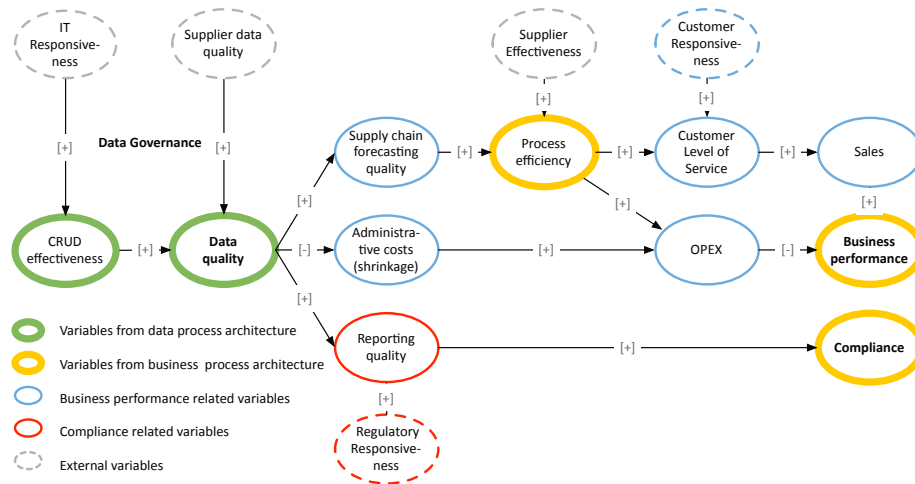 IT
Responsive-
ness
Supplier data
quality
Supplier
Effectiveness
Customer
Responsive-
ness
[+]
[+]
[+]
Data Governance
[+]
Supply chain
forecasting
quality
[+]
Process
efficiency
[+]
Customer
Level of
Service
[+]
Sales
[+]
[+]
[+]
CRUD
effectiveness
[+]
Data
quality
[-]
Administra-
tive costs
(shrinkage)
[+]
OPEX
[-]
Business
performance
[+]
Reporting
quality
[+]
Compliance
[+]
Regulatory
Responsive-
ness
Variables from data process architecture
Variables from business process architecture
Business performance related variables
Compliance related variables
External variables